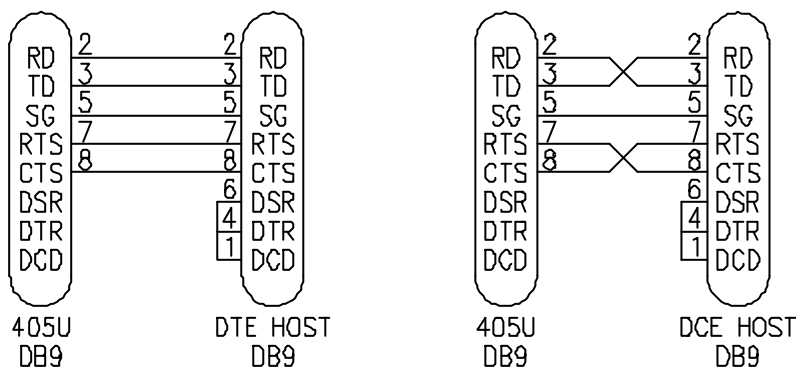 RD 2 2 RD
TD 3 3 TD
SG 5 5 SG
RTS 7 7 RTS
CTS 8 8 CTS
DSR 6 DSR
DTR 4 DTR
DCD 1 DCD
405U DTE HOST
DB9 DB9
RD 2 2 RD
TD 3 3 TD
SG 5 5 SG
RTS 7 7 RTS
CTS 8 8 CTS
DSR 6 DSR
DTR 4 DTR
DCD 1 DCD
405U DCE HOST
DB9 DB9